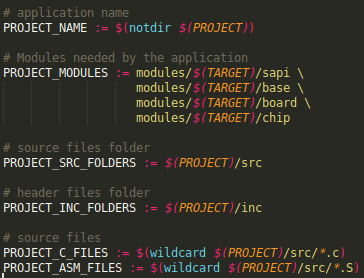 # application name
PROJECT_NAME := $(notdir $(PROJECT))
# Modules needed by the application
PROJECT_MODULES := modules/$(TARGET)/sapi \
modules/$(TARGET)/base \
modules/$(TARGET)/board \
modules/$(TARGET)/chip
# source files folder
PROJECT_SRC_FOLDERS := $(PROJECT)/src
# header files folder
PROJECT_INC_FOLDERS := $(PROJECT)/inc
# source files
PROJECT_C_FILES := $(wildcard $(PROJECT)/src/*.c)
PROJECT_ASM_FILES := $(wildcard $(PROJECT)/src/*.S)